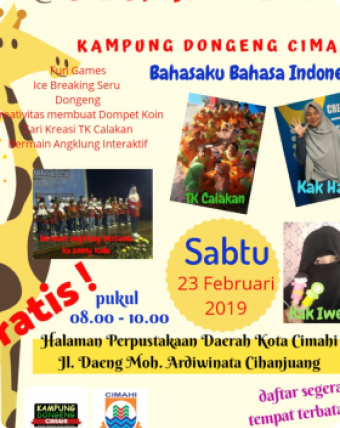 KAMPUNG DONGENG CIMA
Fun Games
Ice Breaking Seru
Dongeng
reativitas membuat Dompet Koin
dari Kreasi TK Calakan
Bermain Angklung Interaktif
Bahasaku Bahasa Indone
TK Calakan
Kak Ha
Kak Iwe
ratis !
pukul
08.00 - 10.00
Sabtu
23 Februari
2019
Halaman Perpustakaan Daerah Kota Cimahi
Jl. Daeng Moh. Ardiwinata Cihanjuang
KAMPUNG
DONGENG
CIMAHI
CIMAHI
daftar segera
tempat terbata